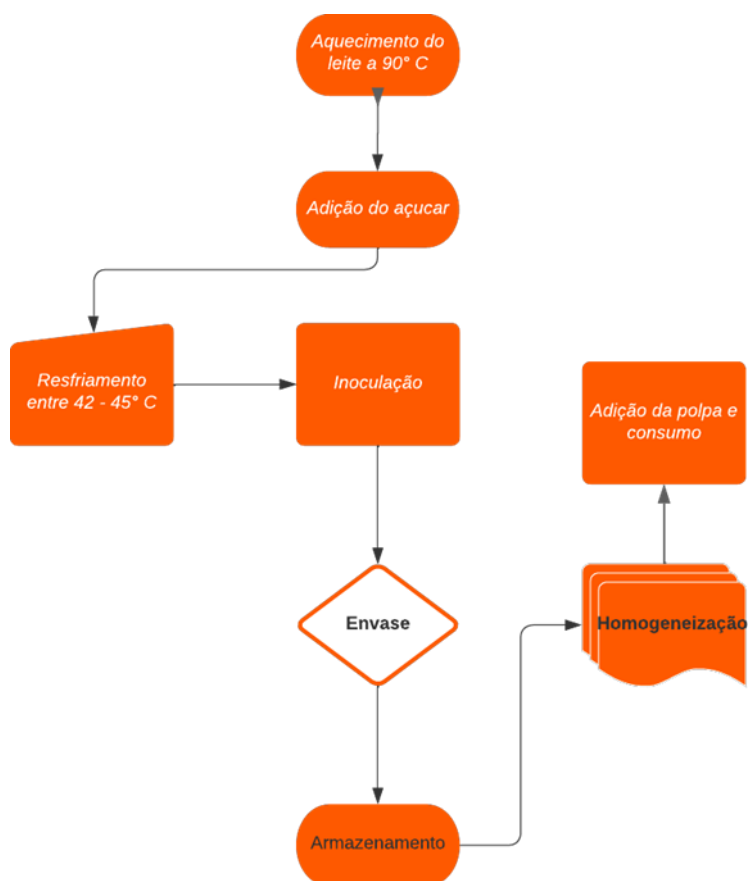 Aquecimento do
leite a 90° C
Adição do açucar
Resfriamento
entre 42 - 45° C
Inoculação
Envase
Armazenamento
Homogeneização
Adição da polpa e
consumo